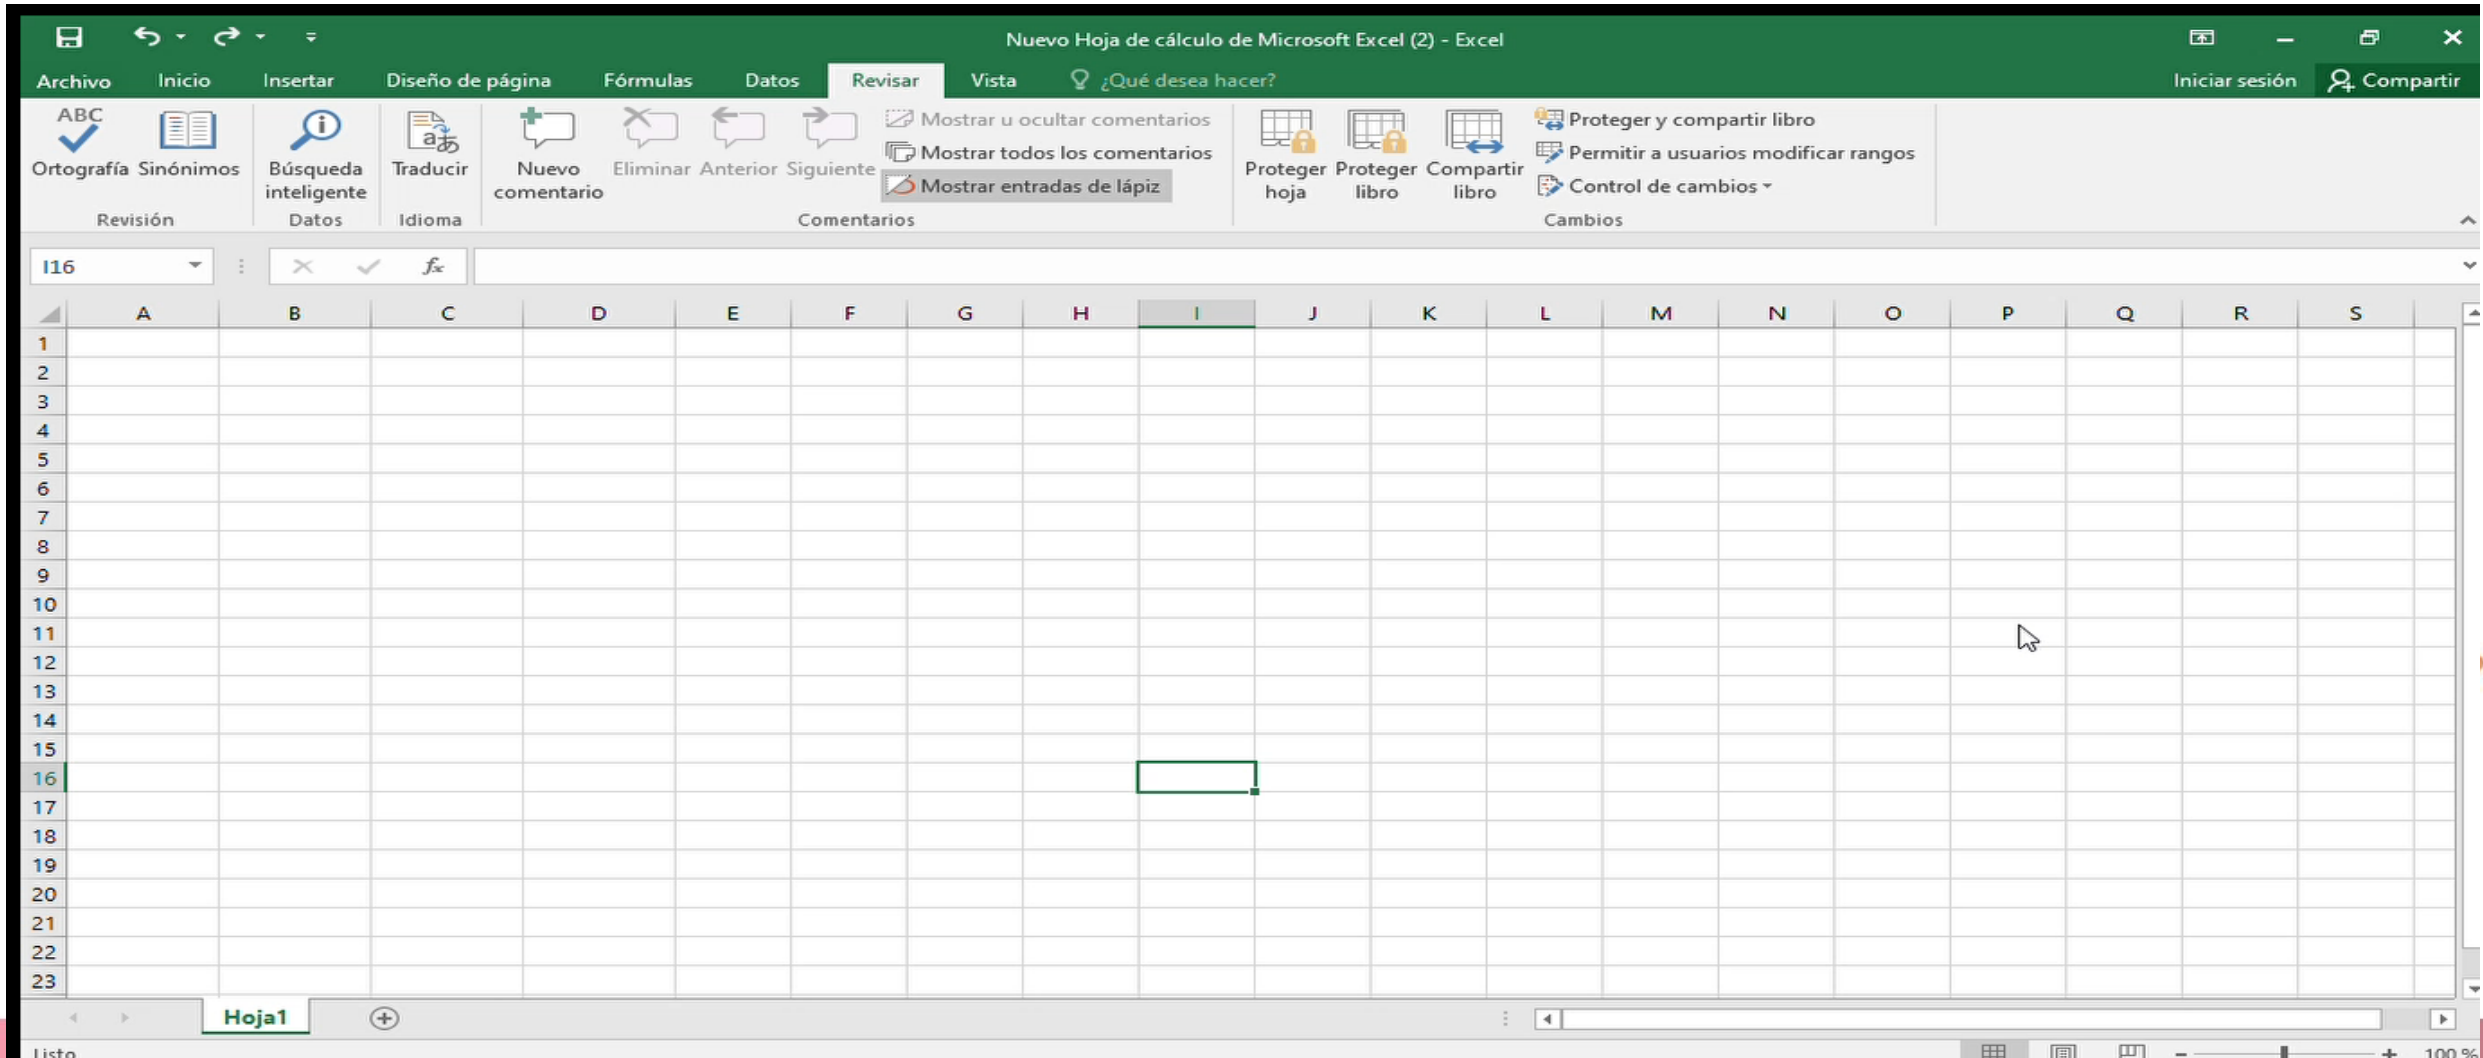 Nuevo Hoja de cálculo de Microsoft Excel (2) - Excel
Archivo Inicio Insertar Diseño de página Fórmulas Datos Revisar Vista ¿Qué desea hacer? Iniciar sesión Compartir
ABC
Ortografía Sinónimos Búsqueda inteligente Traducir Nuevo comentario Eliminar Anterior Siguiente
Mostrar u ocultar comentarios
Mostrar todos los comentarios
Mostrar entradas de lápiz
Proteger hoja Proteger libro Compartir libro
Proteger y compartir libro
Permitir a usuarios modificar rangos
Control de cambios
Revisión Datos Idioma Comentarios Cambios
I16 fx
A B C D E F G H I J K L M N O P Q R S
1
2
3
4
5
6
7
8
9
10
11
12
13
14
15
16
17
18
19
20
21
22
23
Hoja1
Listo 100 %